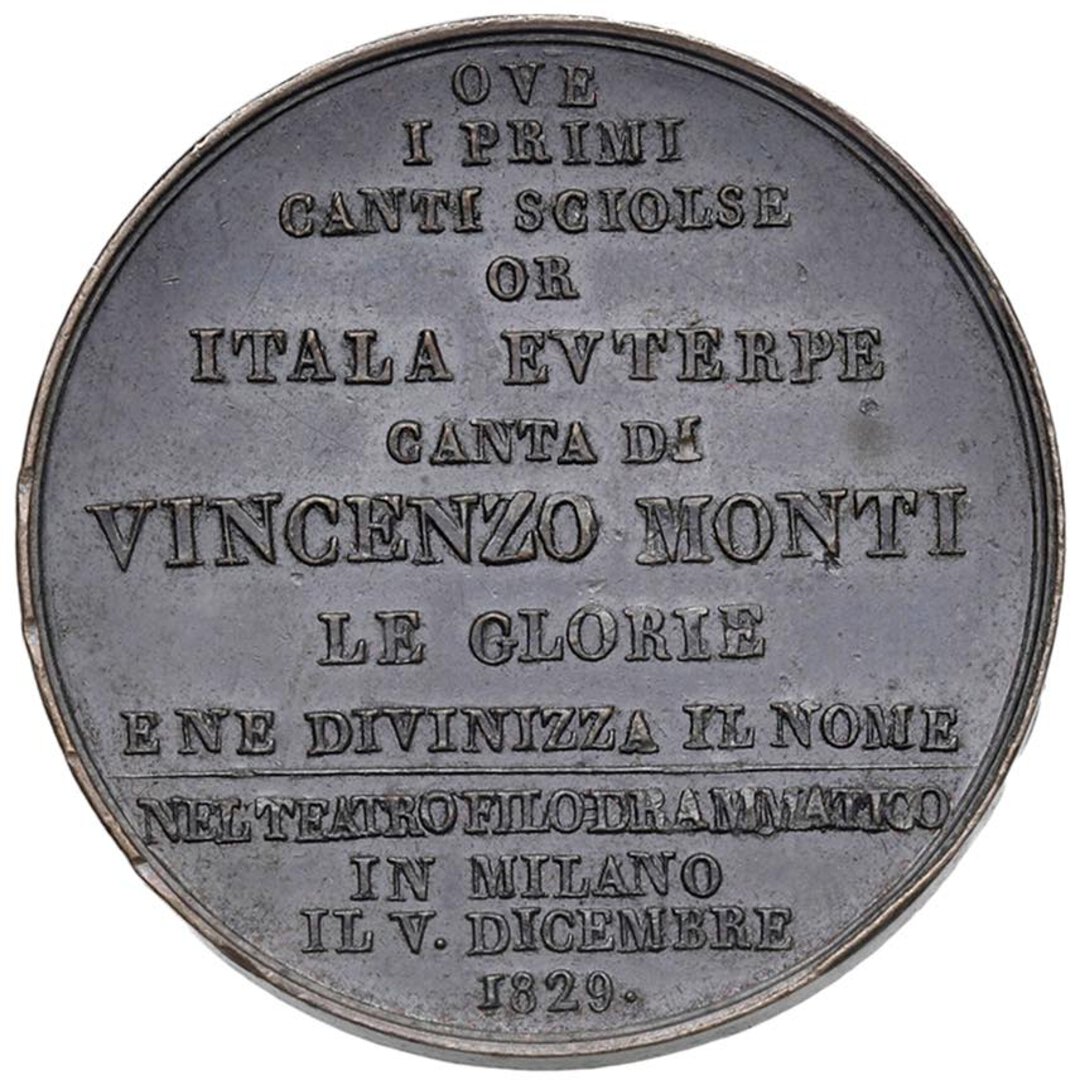 OVE
I PRIMI
CANTI SCIOLSE
OR
ITALA EVTERPE
CANTA DI
VINCENZO MONTI
LE GLORIE
E NE DIVINIZZA IL NOME
NEL TEATRO FILO-DRAMMATICO
IN MILANO
IL V. DICEMBRE
1829.